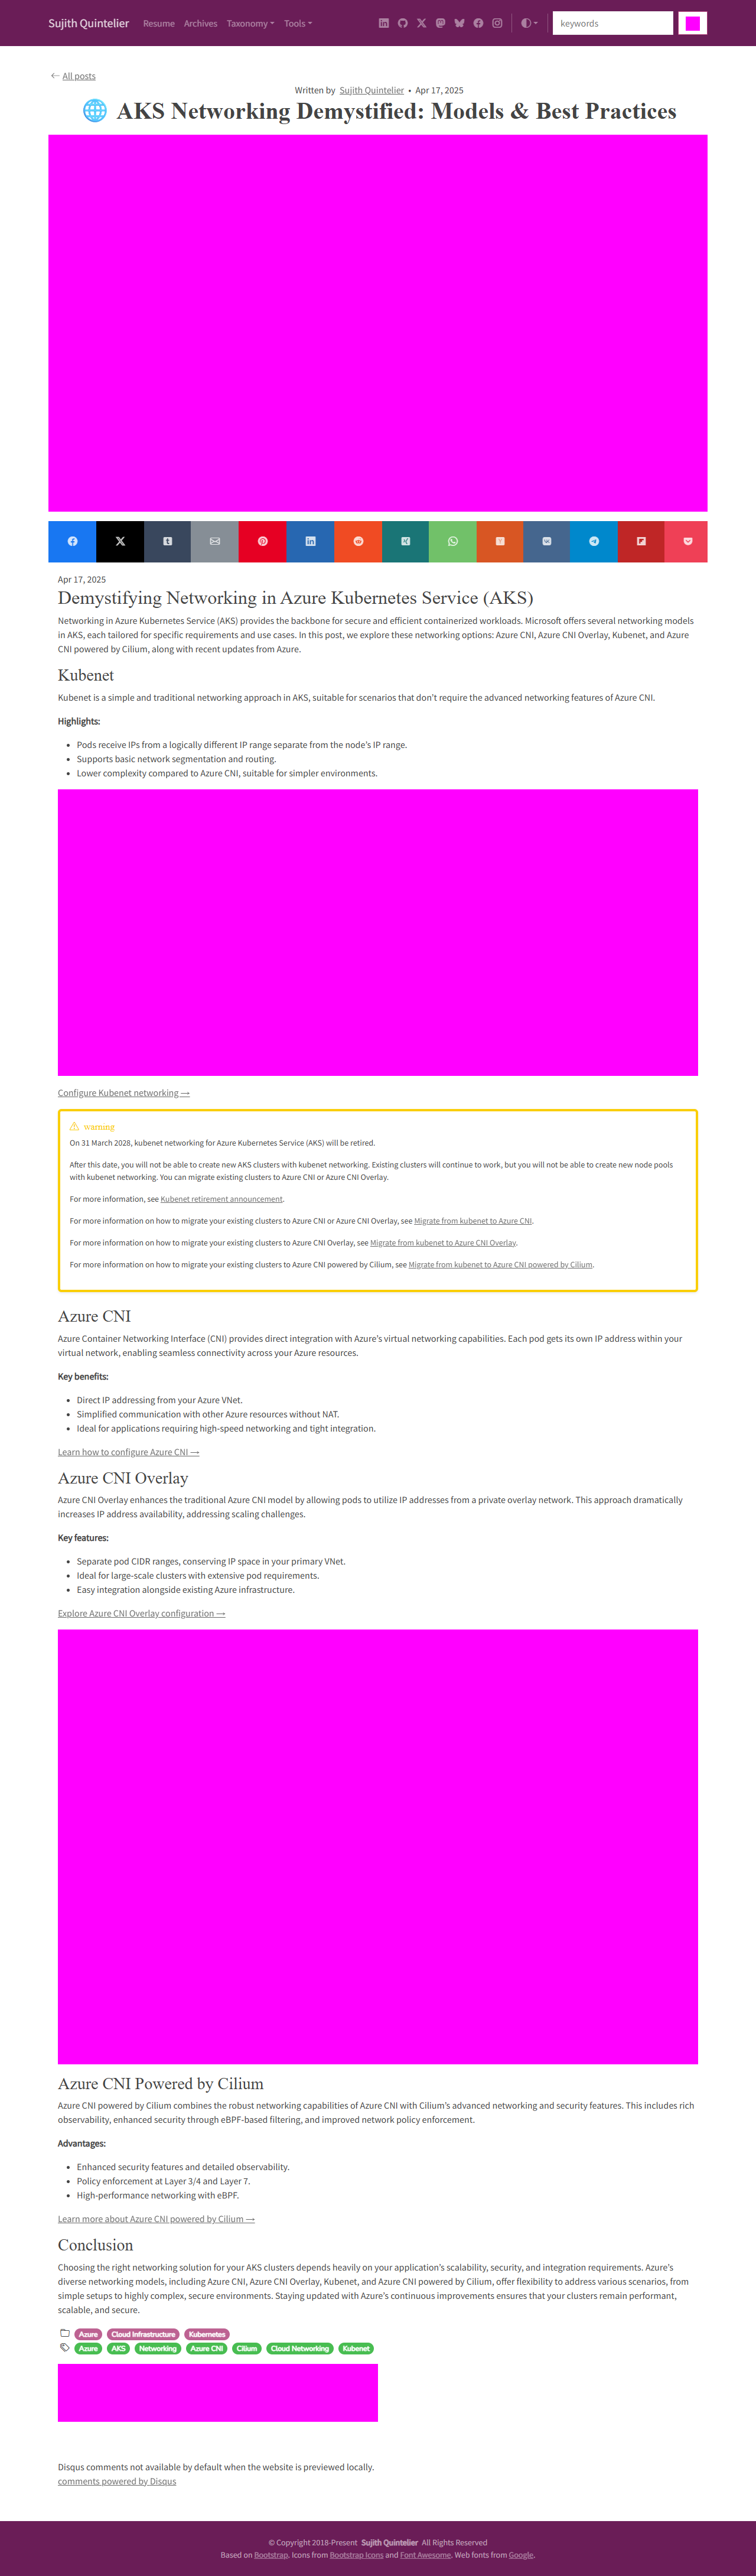 Sujith Quintelier Resume Archives Taxonomy Tools keywords
← All posts
Written by Sujith Quintelier • Apr 17, 2025
🌐 AKS Networking Demystified: Models & Best Practices
Apr 17, 2025
Demystifying Networking in Azure Kubernetes Service (AKS)
Networking in Azure Kubernetes Service (AKS) provides the backbone for secure and efficient containerized workloads. Microsoft offers several networking models
in AKS, each tailored for specific requirements and use cases. In this post, we explore these networking options: Azure CNI, Azure CNI Overlay, Kubenet, and Azure
CNI powered by Cilium, along with recent updates from Azure.
Kubenet
Kubenet is a simple and traditional networking approach in AKS, suitable for scenarios that don't require the advanced networking features of Azure CNI.
Highlights:
• Pods receive IPs from a logically different IP range separate from the node's IP range.
• Supports basic network segmentation and routing.
• Lower complexity compared to Azure CNI, suitable for simpler environments.
Configure Kubenet networking →
⚠ warning
On 31 March 2028, kubenet networking for Azure Kubernetes Service (AKS) will be retired.
After this date, you will not be able to create new AKS clusters with kubenet networking. Existing clusters will continue to work, but you will not be able to create new node pools
with kubenet networking. You can migrate existing clusters to Azure CNI or Azure CNI Overlay.
For more information, see Kubenet retirement announcement.
For more information on how to migrate your existing clusters to Azure CNI or Azure CNI Overlay, see Migrate from kubenet to Azure CNI.
For more information on how to migrate your existing clusters to Azure CNI Overlay, see Migrate from kubenet to Azure CNI Overlay.
For more information on how to migrate your existing clusters to Azure CNI powered by Cilium, see Migrate from kubenet to Azure CNI powered by Cilium.
Azure CNI
Azure Container Networking Interface (CNI) provides direct integration with Azure's virtual networking capabilities. Each pod gets its own IP address within your
virtual network, enabling seamless connectivity across your Azure resources.
Key benefits:
• Direct IP addressing from your Azure VNet.
• Simplified communication with other Azure resources without NAT.
• Ideal for applications requiring high-speed networking and tight integration.
Learn how to configure Azure CNI →
Azure CNI Overlay
Azure CNI Overlay enhances the traditional Azure CNI model by allowing pods to utilize IP addresses from a private overlay network. This approach dramatically
increases IP address availability, addressing scaling challenges.
Key features:
• Separate pod CIDR ranges, conserving IP space in your primary VNet.
• Ideal for large-scale clusters with extensive pod requirements.
• Easy integration alongside existing Azure infrastructure.
Explore Azure CNI Overlay configuration →
Azure CNI Powered by Cilium
Azure CNI powered by Cilium combines the robust networking capabilities of Azure CNI with Cilium's advanced networking and security features. This includes rich
observability, enhanced security through eBPF-based filtering, and improved network policy enforcement.
Advantages:
• Enhanced security features and detailed observability.
• Policy enforcement at Layer 3/4 and Layer 7.
• High-performance networking with eBPF.
Learn more about Azure CNI powered by Cilium →
Conclusion
Choosing the right networking solution for your AKS clusters depends heavily on your application's scalability, security, and integration requirements. Azure's
diverse networking models, including Azure CNI, Azure CNI Overlay, Kubenet, and Azure CNI powered by Cilium, offer flexibility to address various scenarios, from
simple setups to highly complex, secure environments. Staying updated with Azure's continuous improvements ensures that your clusters remain performant,
scalable, and secure.
Azure Cloud Infrastructure Kubernetes
Azure AKS Networking Azure CNI Cilium Cloud Networking Kubenet
Disqus comments not available by default when the website is previewed locally.
comments powered by Disqus
© Copyright 2018-Present Sujith Quintelier All Rights Reserved
Based on Bootstrap. Icons from Bootstrap Icons and Font Awesome. Web fonts from Google.